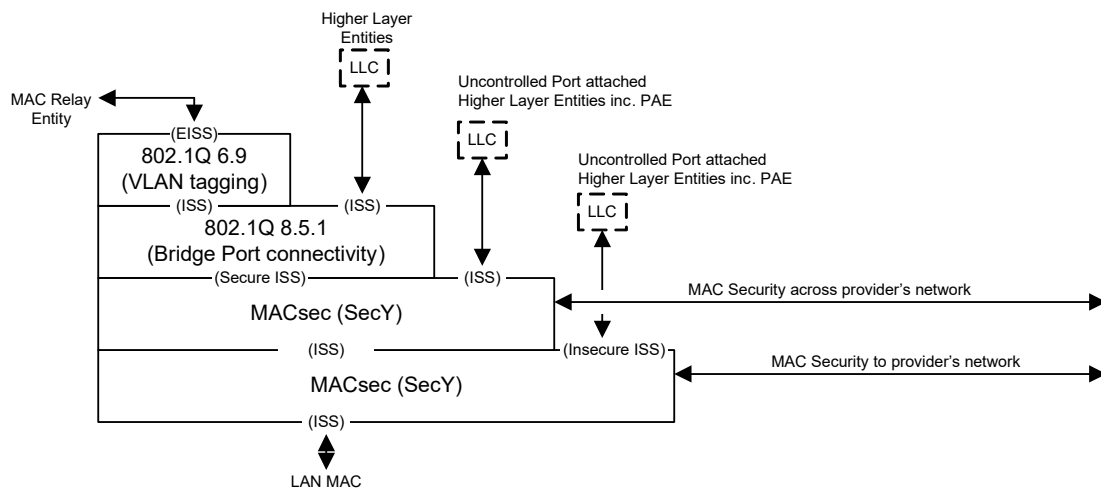 Higher Layer
Entities
LLC
Uncontrolled Port attached
Higher Layer Entities inc. PAE
LLC
MAC Relay
Entity
(EISS)
802.1Q 6.9
(VLAN tagging)
Uncontrolled Port attached
Higher Layer Entities inc. PAE
LLC
(ISS)
(ISS)
802.1Q 8.5.1
(Bridge Port connectivity)
(Secure ISS)
(ISS)
MAC Security across provider’s network
MACsec (SecY)
(ISS)
(Insecure ISS)
MAC Security to provider’s network
MACsec (SecY)
(ISS)
LAN MAC